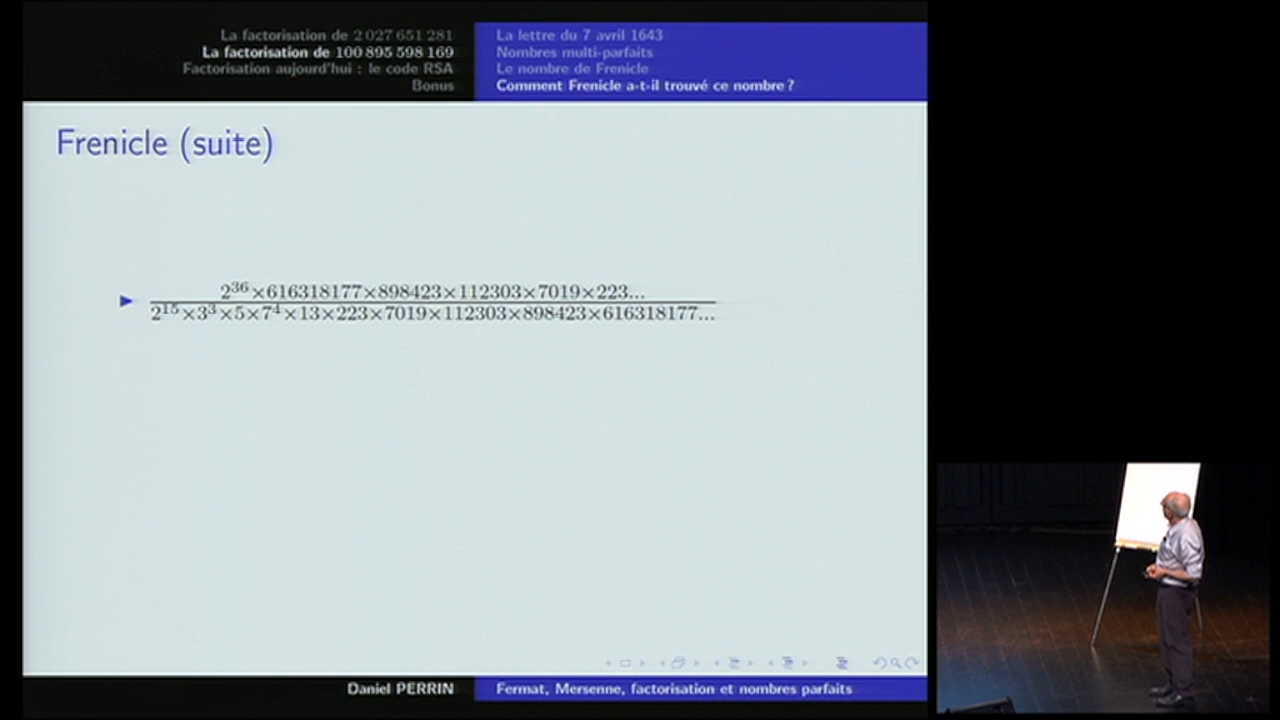 La factorisation de 2 027 651 281
La factorisation de 100 895 598 169
Factorisation aujourd'hui : le code RSA
Bonus
La lettre du 7 avril 1643
Nombres multi-parfaits
Le nombre de Frenicle
Comment Frenicle a-t-il trouvé ce nombre ?
Frenicle (suite)
2^36×616318177×898423×112303×7019×223...
2^15×3^3×5×7^4×13×223×7019×112303×898423×616318177...
Daniel PERRIN
Fermat, Mersenne, factorisation et nombres parfaits